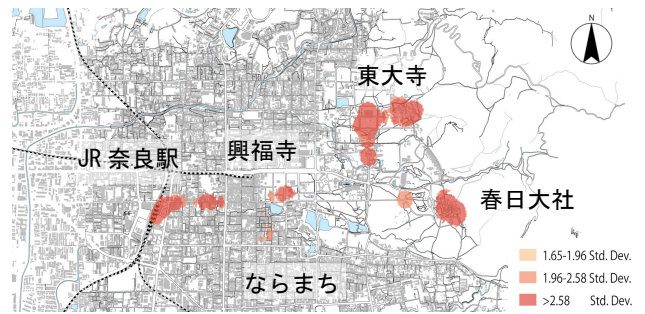 N
東大寺
興福寺
JR 奈良駅
春日大社
ならまち
1.65-1.96 Std. Dev.
1.96-2.58 Std. Dev.
>2.58 Std. Dev.